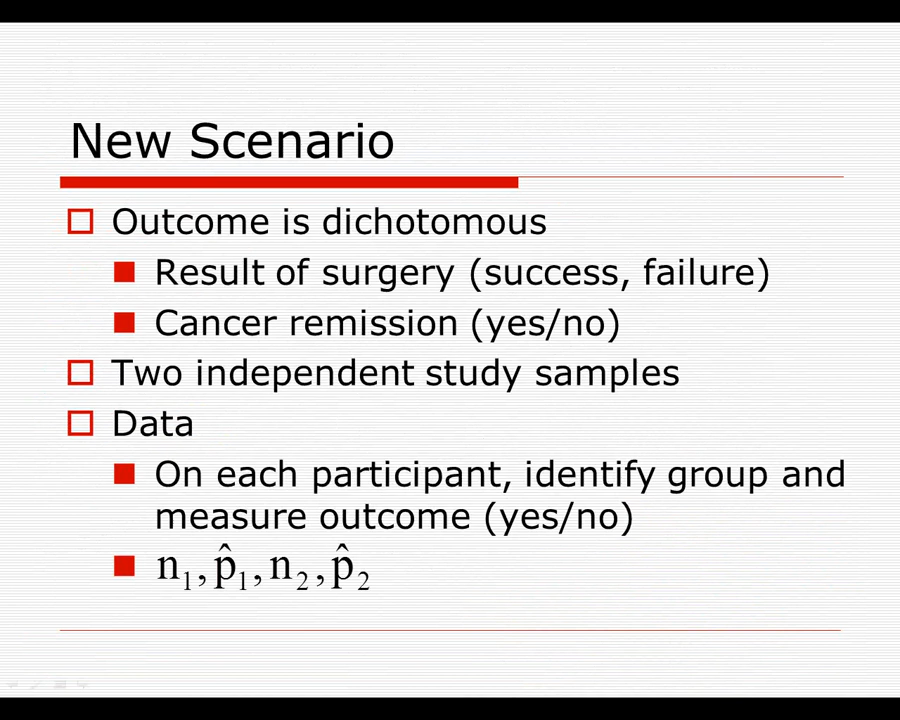 New Scenario
Outcome is dichotomous
Result of surgery (success, failure)
Cancer remission (yes/no)
Two independent study samples
Data
On each participant, identify group and
measure outcome (yes/no)
n₁, p̂₁, n₂, p̂₂